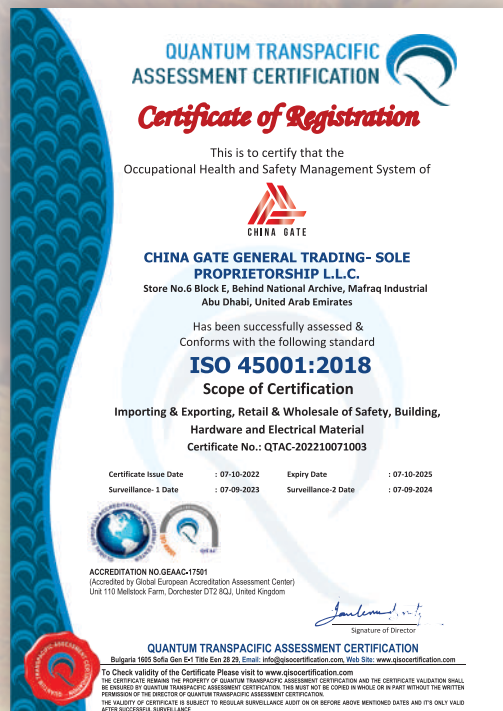 QUANTUM TRANSPACIFIC
ASSESSMENT CERTIFICATION
Certificate of Registration
This is to certify that the
Occupational Health and Safety Management System of
CHINA GATE
CHINA GATE GENERAL TRADING- SOLE
PROPRIETORSHIP L.L.C.
Store No.6 Block E, Behind National Archive, Mafraq Industrial
Abu Dhabi, United Arab Emirates
Has been successfully assessed &
Conforms with the following standard
ISO 45001:2018
Scope of Certification
Importing & Exporting, Retail & Wholesale of Safety, Building,
Hardware and Electrical Material
Certificate No.: QTAC-202210071003
Certificate Issue Date : 07-10-2022 Expiry Date : 07-10-2025
Surveillance- 1 Date : 07-09-2023 Surveillance-2 Date : 07-09-2024
QTAC
ACCREDITATION NO.GEAAC-17501
(Accredited by Global European Accreditation Assessment Center)
Unit 110 Mellstock Farm, Dorchester DT2 8QJ, United Kingdom
Signature of Director
QUANTUM TRANSPACIFIC ASSESSMENT CERTIFICATION
Bulgaria 1605 Sofia Gen E-1 Title Een 28 29, Email: info@qisocertification.com, Web Site: www.qisocertification.com
To Check validity of the Certificate Please visit to www.qisocertification.com
THE CERTIFICATE REMAINS THE PROPERTY OF QUANTUM TRANSPACIFIC ASSESSMENT CERTIFICATION AND THE CERTIFICATE VALIDATION SHALL
BE ENSURED BY QUANTUM TRANSPACIFIC ASSESSMENT CERTIFICATION. THIS MUST NOT BE COPIED IN WHOLE OR IN PART WITHOUT THE WRITTEN
PERMISSION OF THE DIRECTOR OF QUANTUM TRANSPACIFIC ASSESSMENT CERTIFICATION.
THE VALIDITY OF CERTIFICATE IS SUBJECT TO REGULAR SURVEILLANCE AUDIT ON OR BEFORE ABOVE MENTIONED DATES AND IT'S ONLY VALID
AFTER SUCCESSFUL SURVEILLANCE